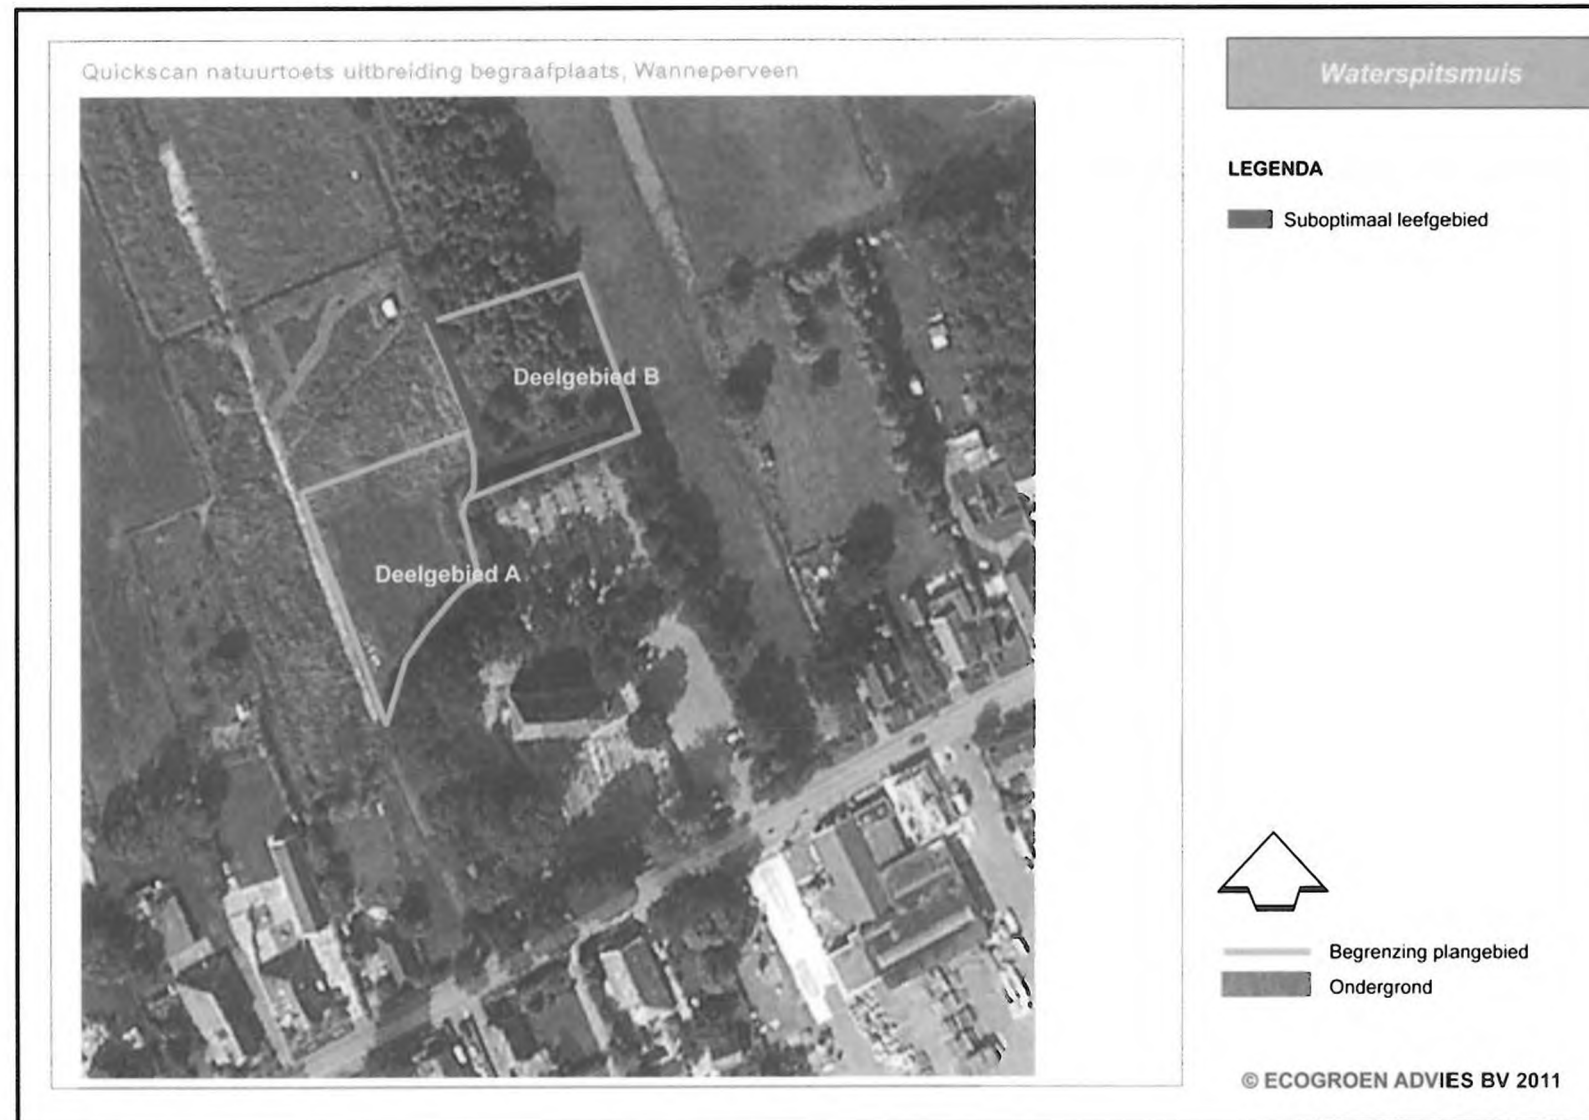 Quickscan natuurtoets uitbreiding begraafplaats, Wanneperveen
Waterspitsmuis
LEGENDA
Suboptimaal leefgebied
Deelgebied B
Deelgebied A
Begrenzing plangebied
Ondergrond
© ECOGROEN ADVIES BV 2011